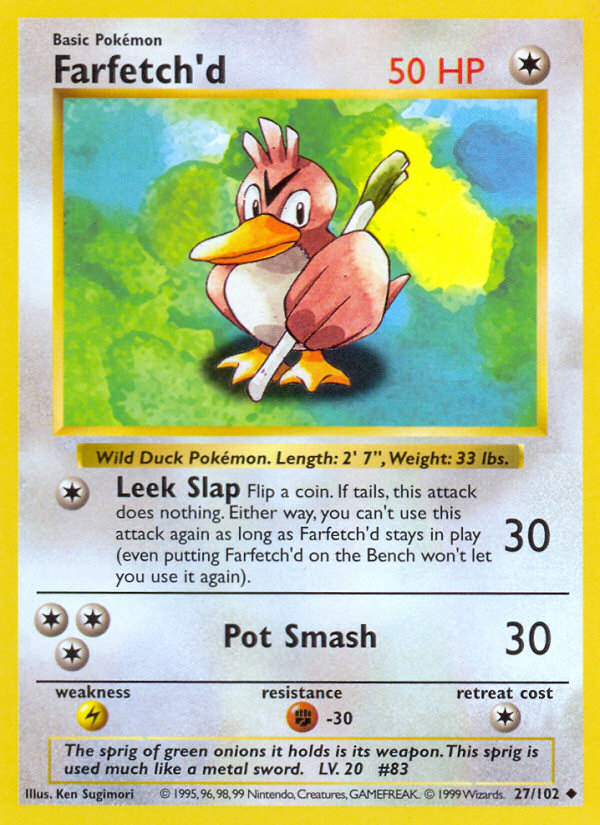 Basic Pokémon
Farfetch'd
50 HP
Wild Duck Pokémon. Length: 2' 7", Weight: 33 lbs.
Leek Slap Flip a coin. If tails, this attack
does nothing. Either way, you can't use this
attack again as long as Farfetch'd stays in play
(even putting Farfetch'd on the Bench won't let
you use it again).
30
Pot Smash
30
weakness
resistance
retreat cost
-30
The sprig of green onions it holds is its weapon. This sprig is
used much like a metal sword. LV. 20 #83
Illus. Ken Sugimori
© 1995, 96, 98, 99 Nintendo, Creatures, GAMEFREAK. © 1999 Wizards.
27/102